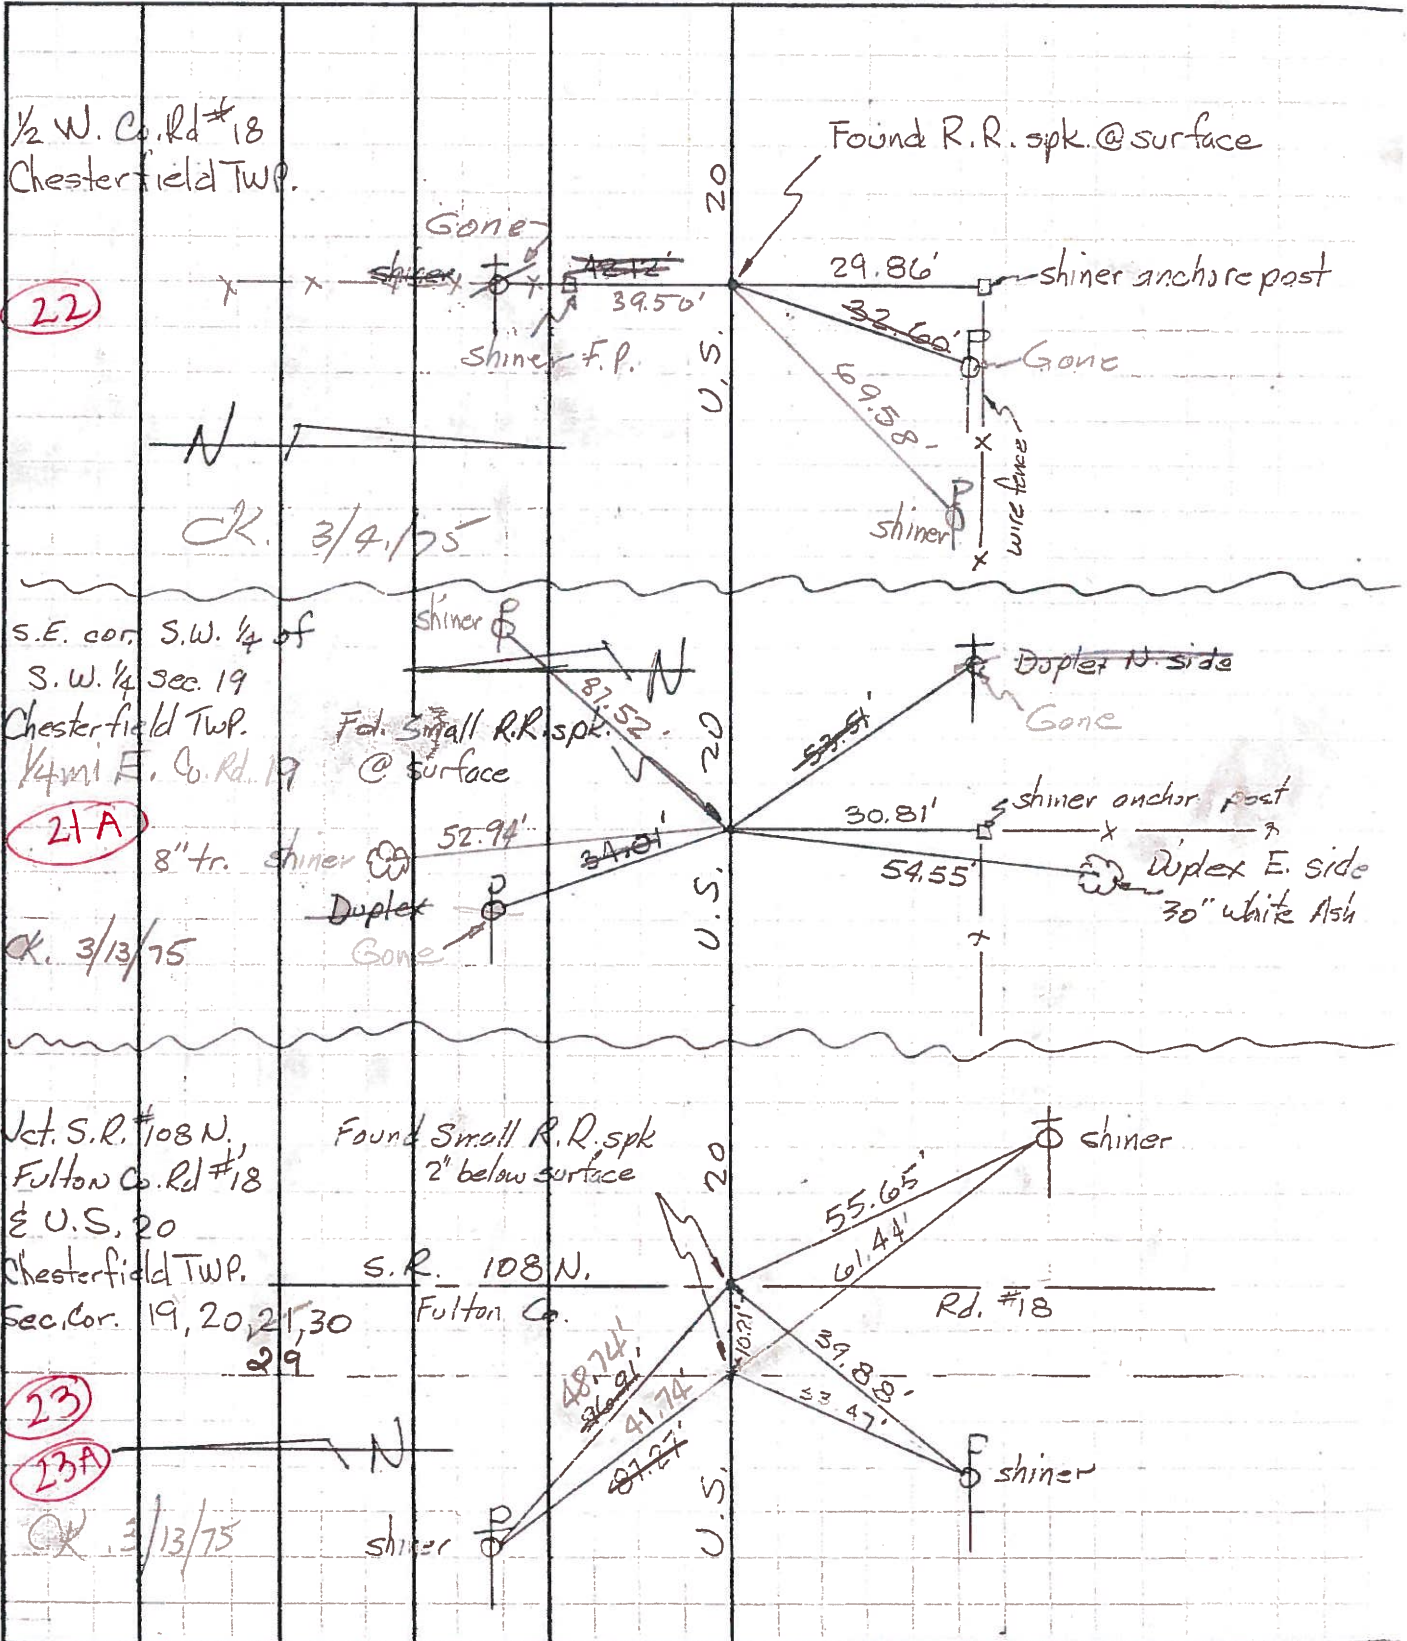 1/2 W. Co. Rd #18
Chesterfield TWP.
22
Gone
shiner
42.12'
39.50'
shiner F.P.
N
CK. 3/4/75
U.S. 20
Found R.R. spk. @ surface
29.86'
shiner anchore post
32.60'
Gone
69.58'
shiner
wire fence
S.E. cor. S.W. 1/4 of
S.W. 1/4 Sec. 19
Chesterfield TWP.
1/4 mi E. Co. Rd. 19
21A
CK. 3/13/75
shiner
N
87.52'
Fd. Small R.R. spk.
@ surface
8" tr. shiner
52.94'
34.01'
Duplex
Gone
U.S. 20
53.51'
Duplex N. side
Gone
30.81'
shiner anchor post
54.55'
Duplex E. side
30" White Ash
Jct. S.R. #108 N.,
Fulton Co. Rd #18
& U.S. 20
Chesterfield TWP.
Sec. Cor. 19, 20, 21, 30
29
23
23A
N
CK 3/13/75
Found Small R.R. spk
2" below surface
S.R. 108 N.
Fulton Co.
Rd. #18
U.S. 20
55.65'
61.44'
shiner
10.21'
39.88'
53.47'
shiner
48.74'
41.74'
87.27'
shiner